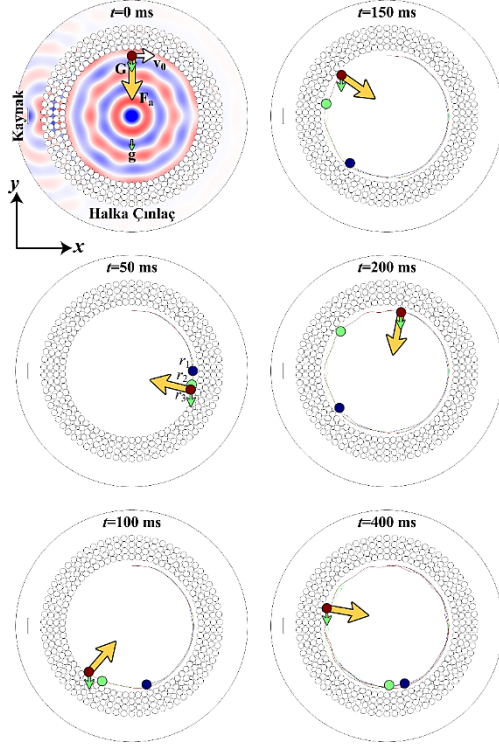 t=0 ms
v₀
G
Fₐ
g
Kaynak
Halka Çınlaç
y
x
t=50 ms
r₁
r₂
r₃
t=100 ms
t=150 ms
t=200 ms
t=400 ms